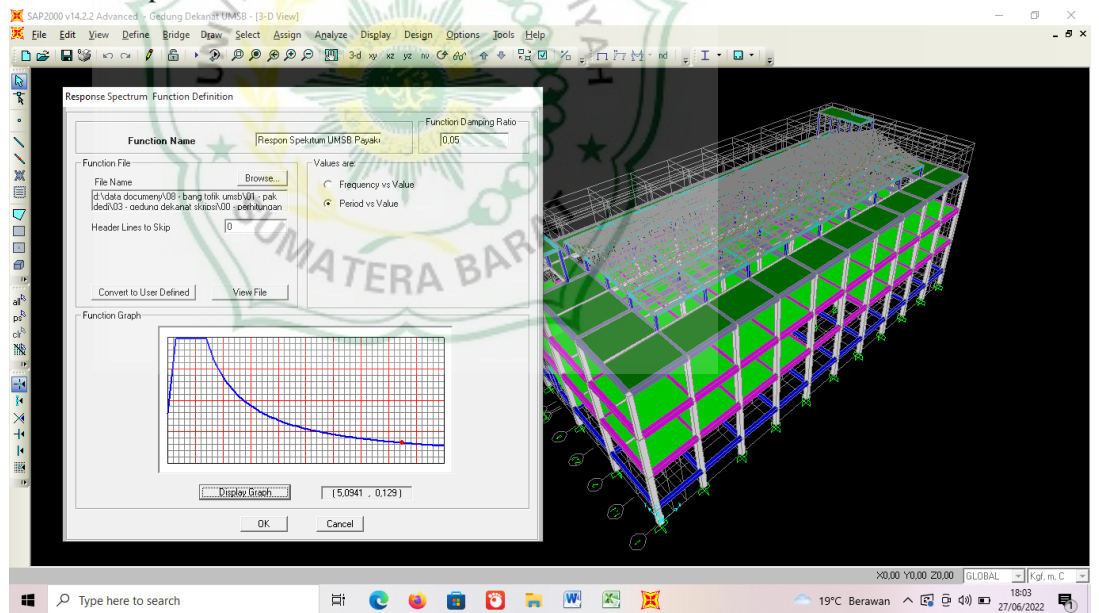 SAP2000 v14.2.2 Advanced - Gedung Dekanat UMSB - [3-D View]
File Edit View Define Bridge Draw Select Assign Analyze Display Design Options Tools Help
3-d xy xz yz nv
nd
Response Spectrum Function Definition
Function Damping Ratio
Function Name
Respon Spekitum UMSB Payaku
0,05
Function File
Values are:
File Name
Browse...
Frequency vs Value
d:\data documeny\08 - bang tofik umsb\01 - pak
dedi\03 - gedung dekanat skripsi\00 - perhitungan
Period vs Value
Header Lines to Skip
0
SUMATERA BARAT
Convert to User Defined
View File
Function Graph
Display Graph
(5,0941 , 0,129)
OK
Cancel
all
ps
clr
X0,00 Y0,00 Z0,00
GLOBAL
Kgf, m, C
Type here to search
19°C Berawan
18:03
27/06/2022